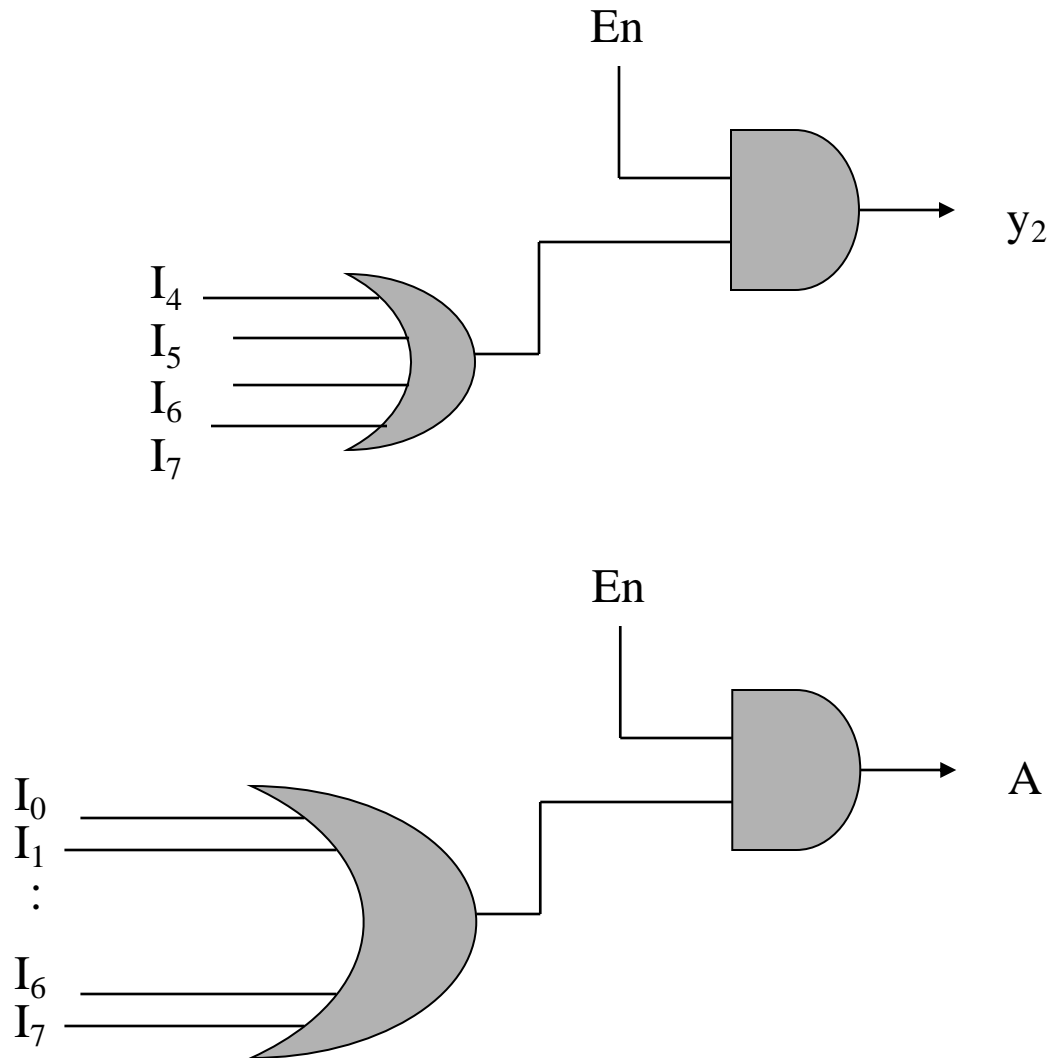 En
y₂
I₄
I₅
I₆
I₇
En
A
I₀
I₁
:
I₆
I₇